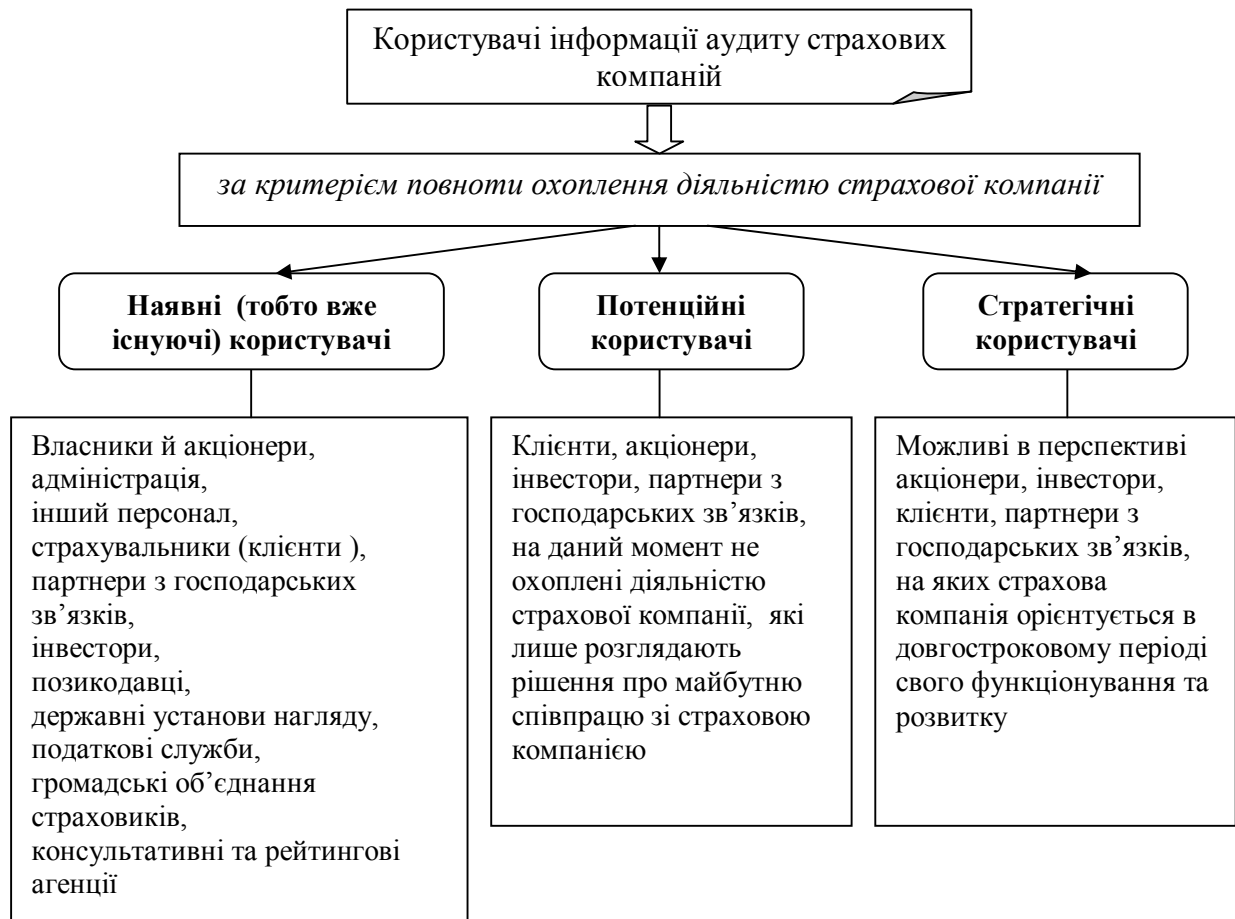 Користувачі інформації аудиту страхових
компаній
за критерієм повноти охоплення діяльністю страхової компанії
Наявні (тобто вже
існуючі) користувачі
Потенційні
користувачі
Стратегічні
користувачі
Власники й акціонери,
адміністрація,
інший персонал,
страхувальники (клієнти ),
партнери з господарських
зв’язків,
інвестори,
позикодавці,
державні установи нагляду,
податкові служби,
громадські об’єднання
страховиків,
консультативні та рейтингові
агенції
Клієнти, акціонери,
інвестори, партнери з
господарських зв’язків,
на даний момент не
охоплені діяльністю
страхової компанії, які
лише розглядають
рішення про майбутню
співпрацю зі страховою
компанією
Можливі в перспективі
акціонери, інвестори,
клієнти, партнери з
господарських зв’язків,
на яких страхова
компанія орієнтується в
довгостроковому періоді
свого функціонування та
розвитку